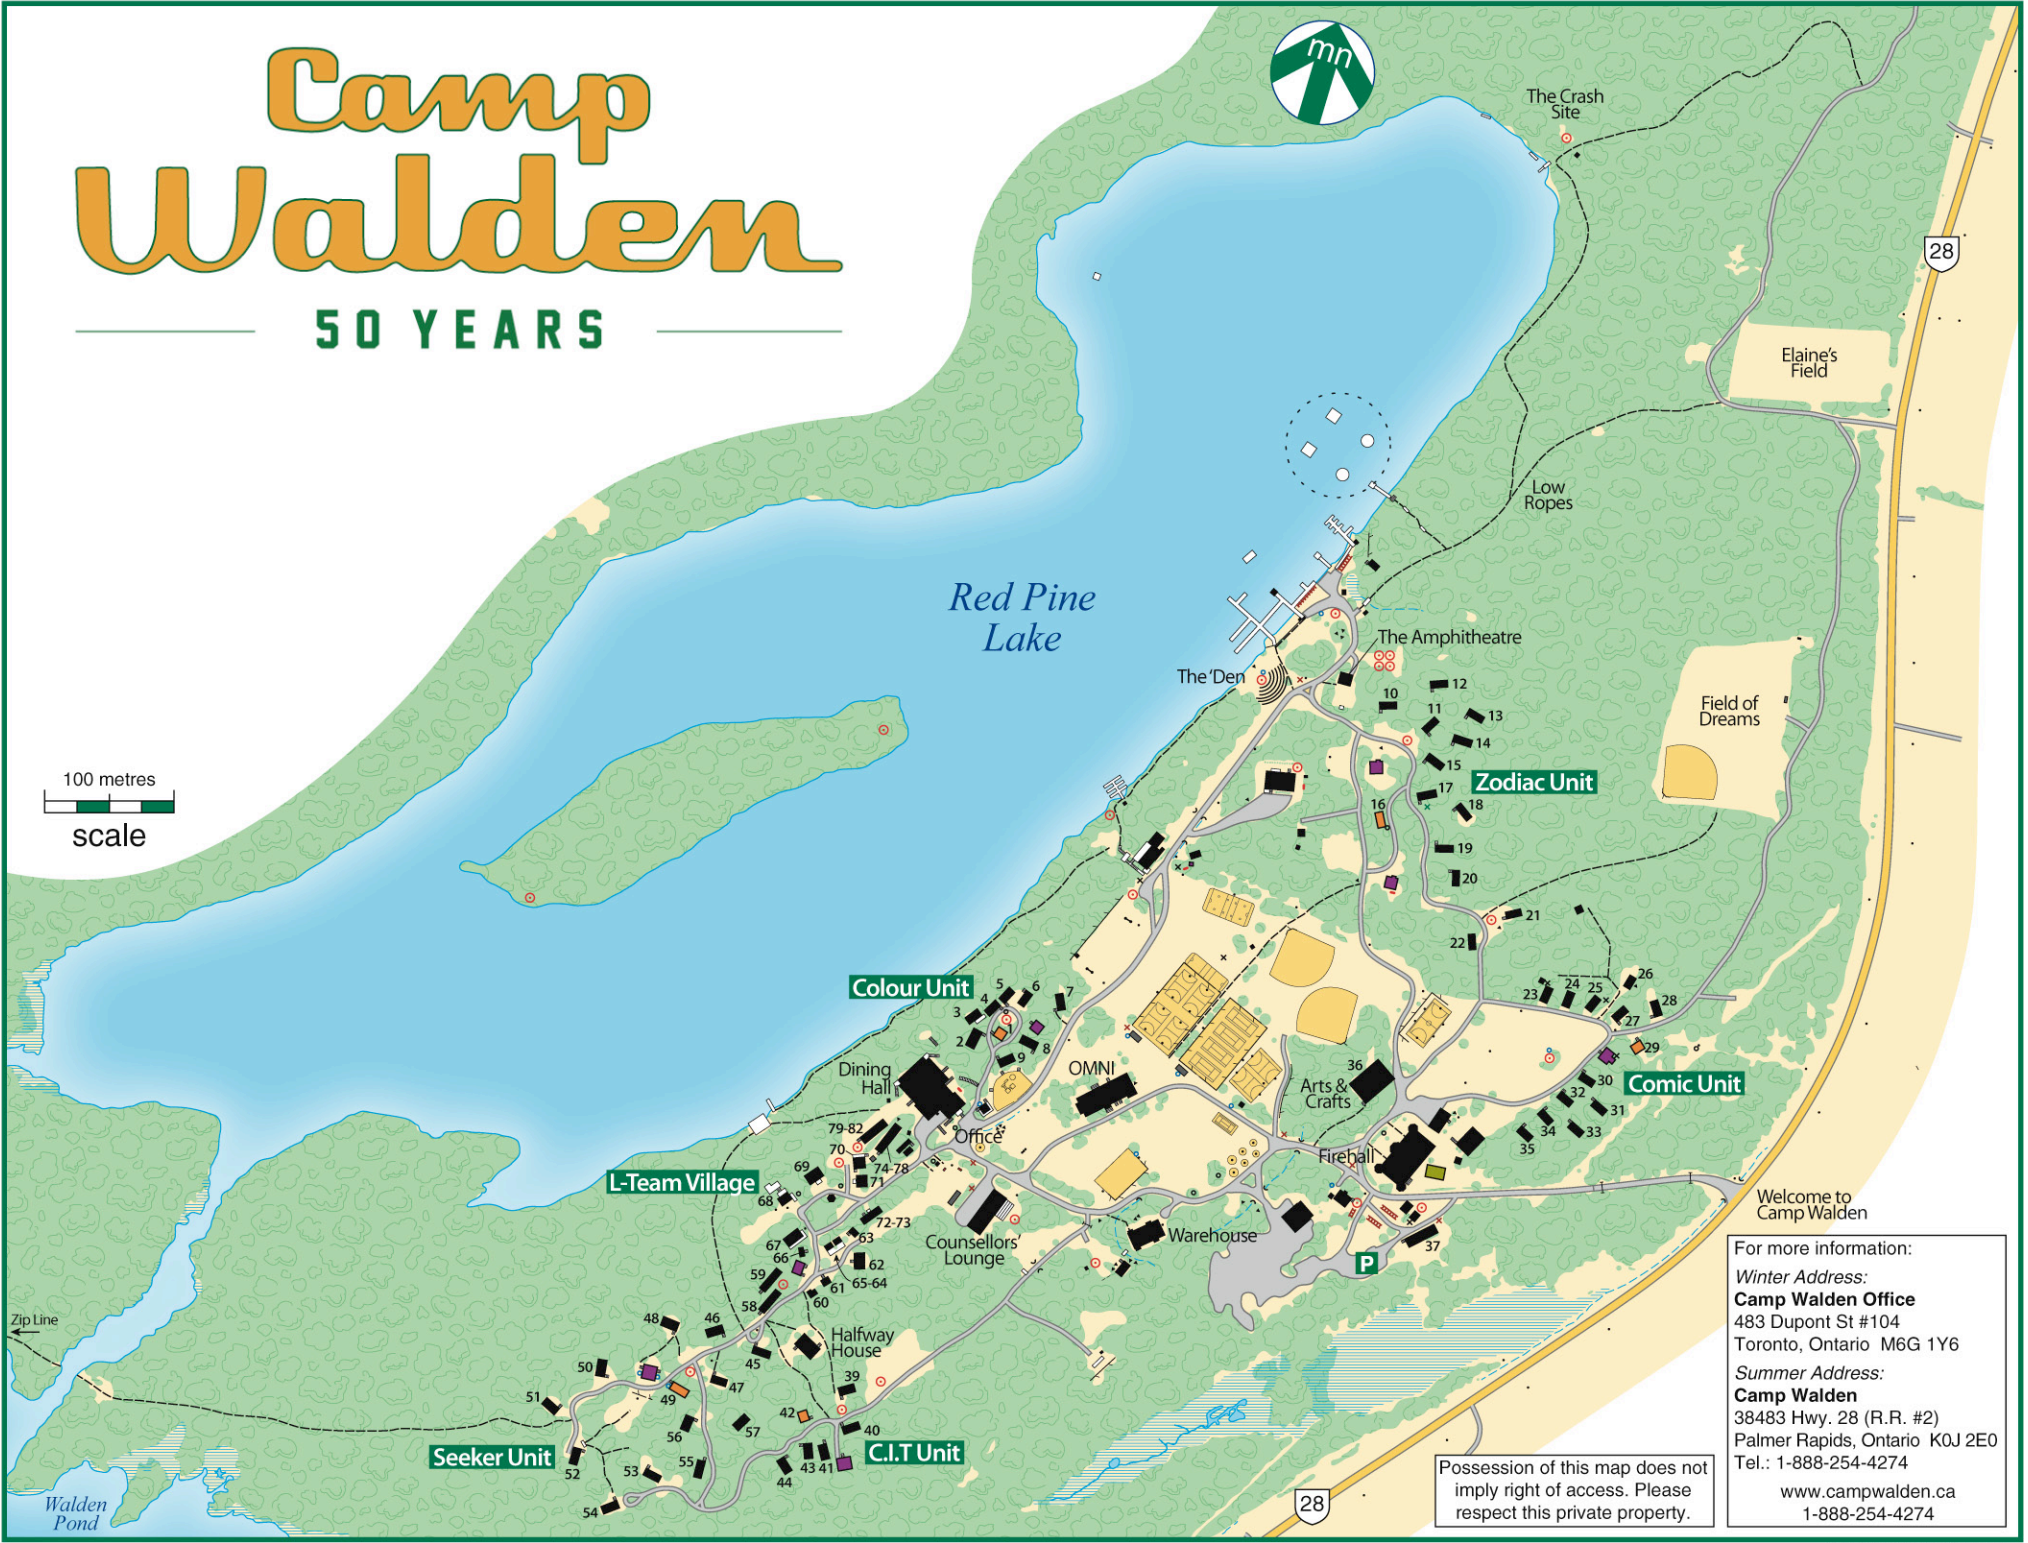 Camp
Walden
50 YEARS
mn
The Crash
Site
28
Elaine's
Field
Low
Ropes
Red Pine
Lake
The Amphitheatre
The 'Den
12
10
11
13
14
15
Zodiac Unit
Field of
Dreams
100 metres
scale
17
16
18
19
20
21
22
Colour Unit
5
6
7
4
3
2
1
8
9
26
24
25
23
28
27
29
Comic Unit
30
32
31
34
33
35
Dining
Hall
OMNI
36
Arts &
Crafts
Office
Firehall
79-82
70
74-78
71
69
L-Team Village
68
72-73
67
66
63
62
65-64
61
60
59
58
Counsellors'
Lounge
Warehouse
37
P
Welcome to
Camp Walden
Zip Line
48
46
Halfway
House
45
50
47
49
51
39
42
40
56
57
C.I.T Unit
Seeker Unit
52
53
55
43
41
44
54
Walden
Pond
28
For more information:
Winter Address:
Camp Walden Office
483 Dupont St #104
Toronto, Ontario M6G 1Y6
Summer Address:
Camp Walden
38483 Hwy. 28 (R.R. #2)
Palmer Rapids, Ontario K0J 2E0
Tel.: 1-888-254-4274
www.campwalden.ca
1-888-254-4274
Possession of this map does not
imply right of access. Please
respect this private property.